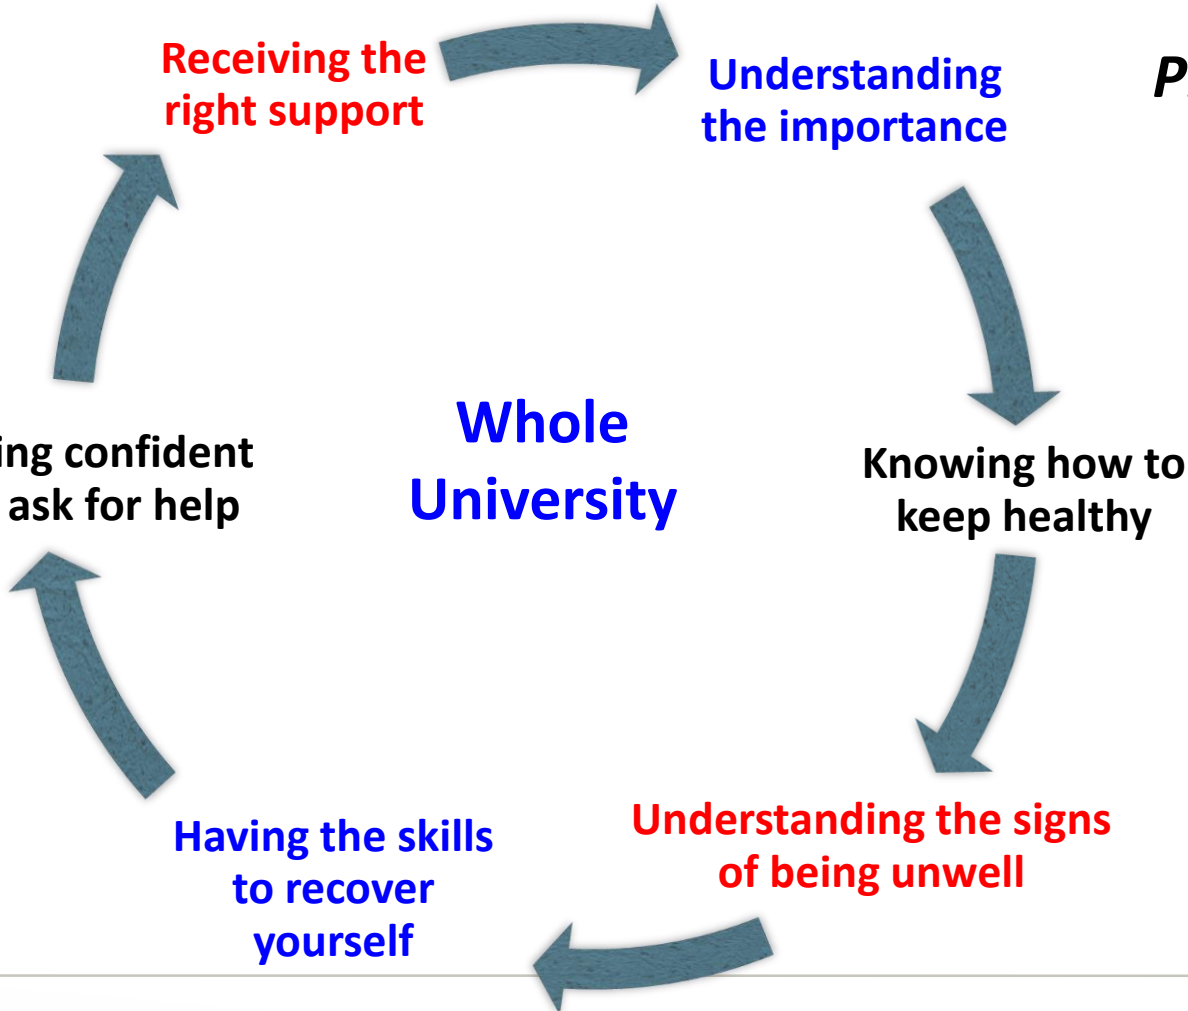 Receiving the
right support
Understanding
the importance
Knowing how to
keep healthy
Understanding the signs
of being unwell
Having the skills
to recover
yourself
confident
ask for help
Whole
University